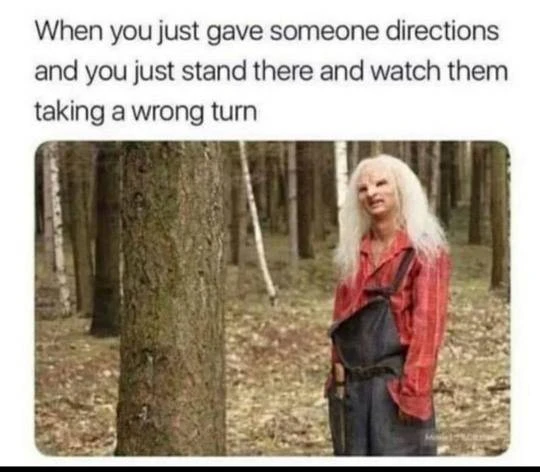 When you just gave someone directions
and you just stand there and watch them
taking a wrong turn